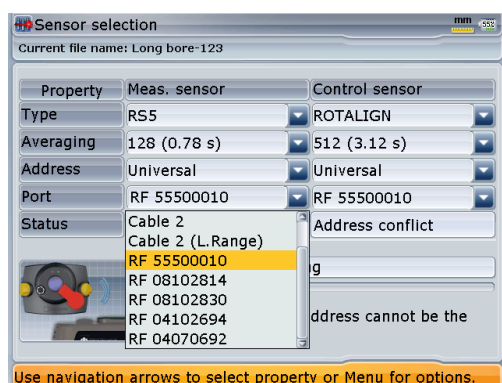 Sensor selection mm 55%
Current file name: Long bore-123
Property Meas. sensor Control sensor
Type RS5 ROTALIGN
Averaging 128 (0.78 s) 512 (3.12 s)
Address Universal Universal
Port RF 55500010 RF 55500010
Status Address conflict
Cable 2
Cable 2 (L.Range)
RF 55500010
RF 08102814
RF 08102830
RF 04102694
RF 04070692
ddress cannot be the
Use navigation arrows to select property or Menu for options.